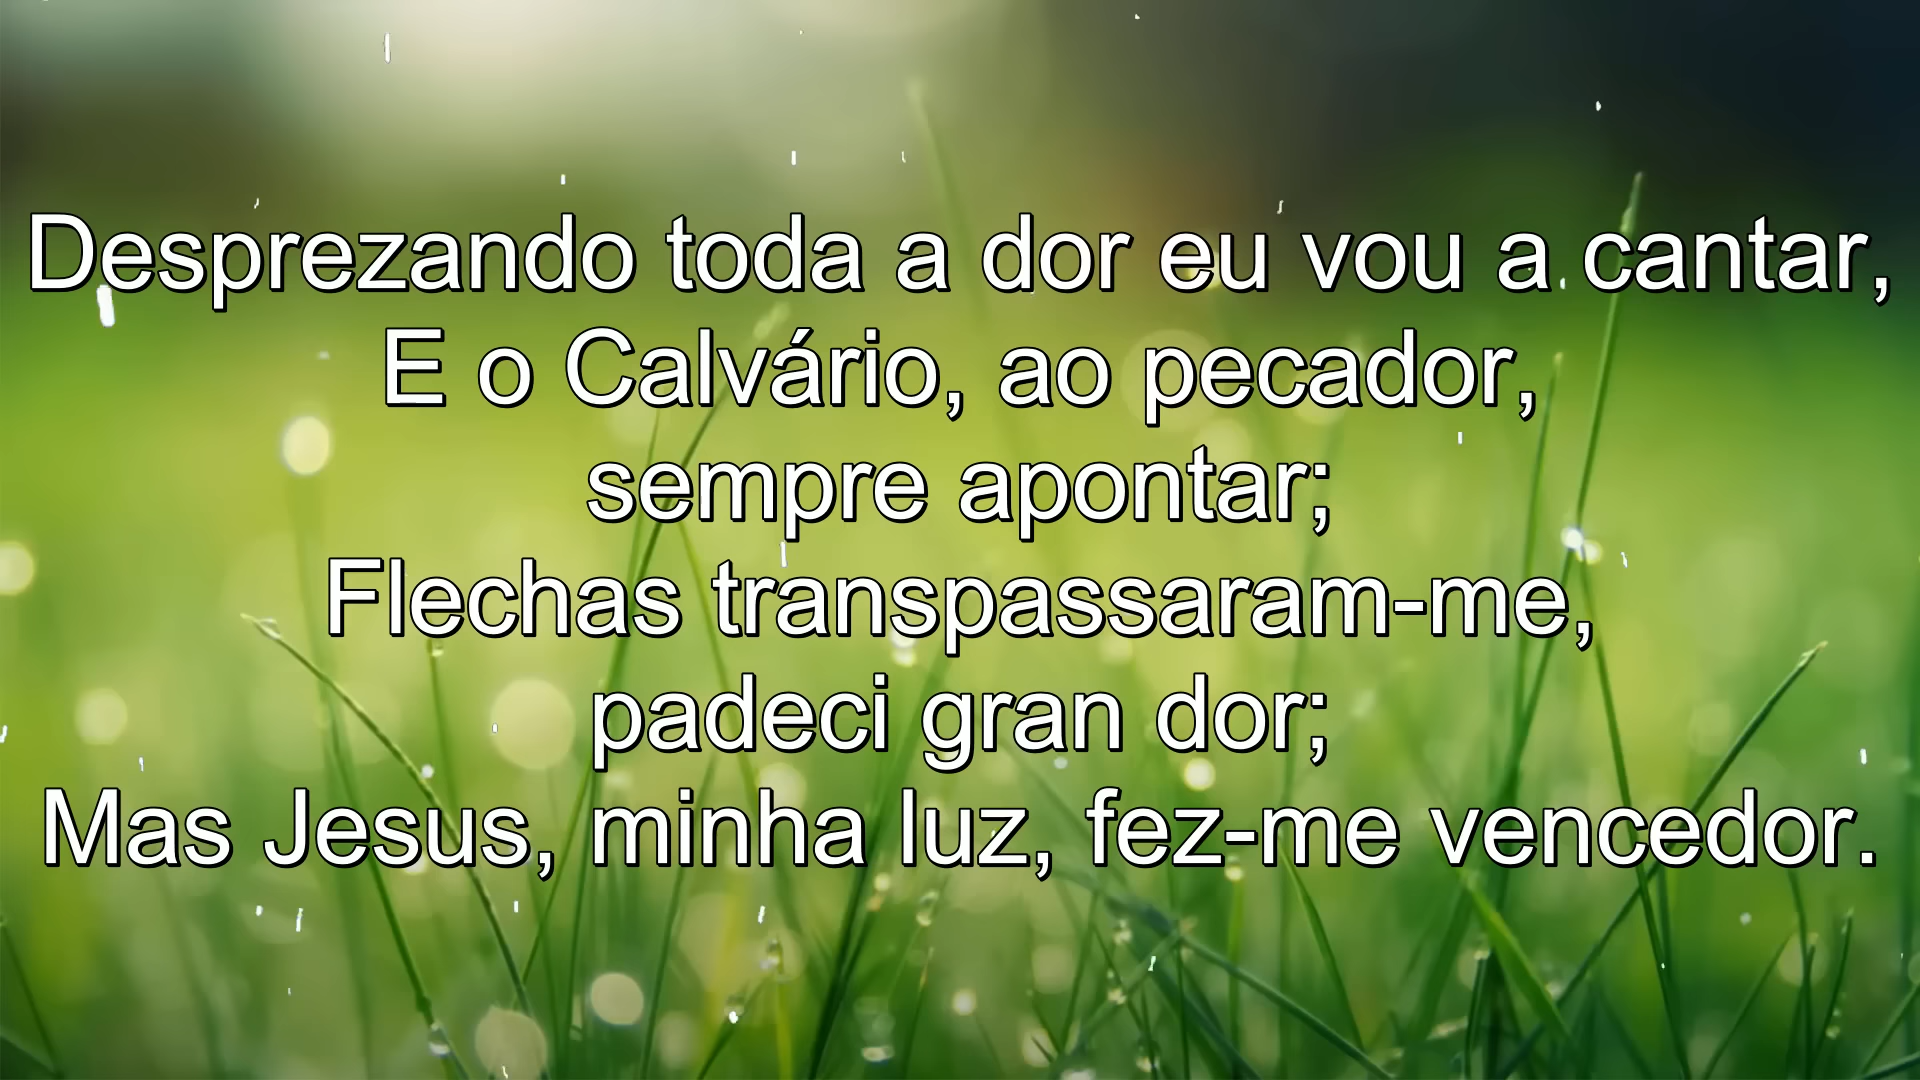 Desprezando toda a dor eu vou a cantar,
E o Calvário, ao pecador,
sempre apontar;
Flechas transpassaram-me,
padeci gran dor;
Mas Jesus, minha luz, fez-me vencedor.